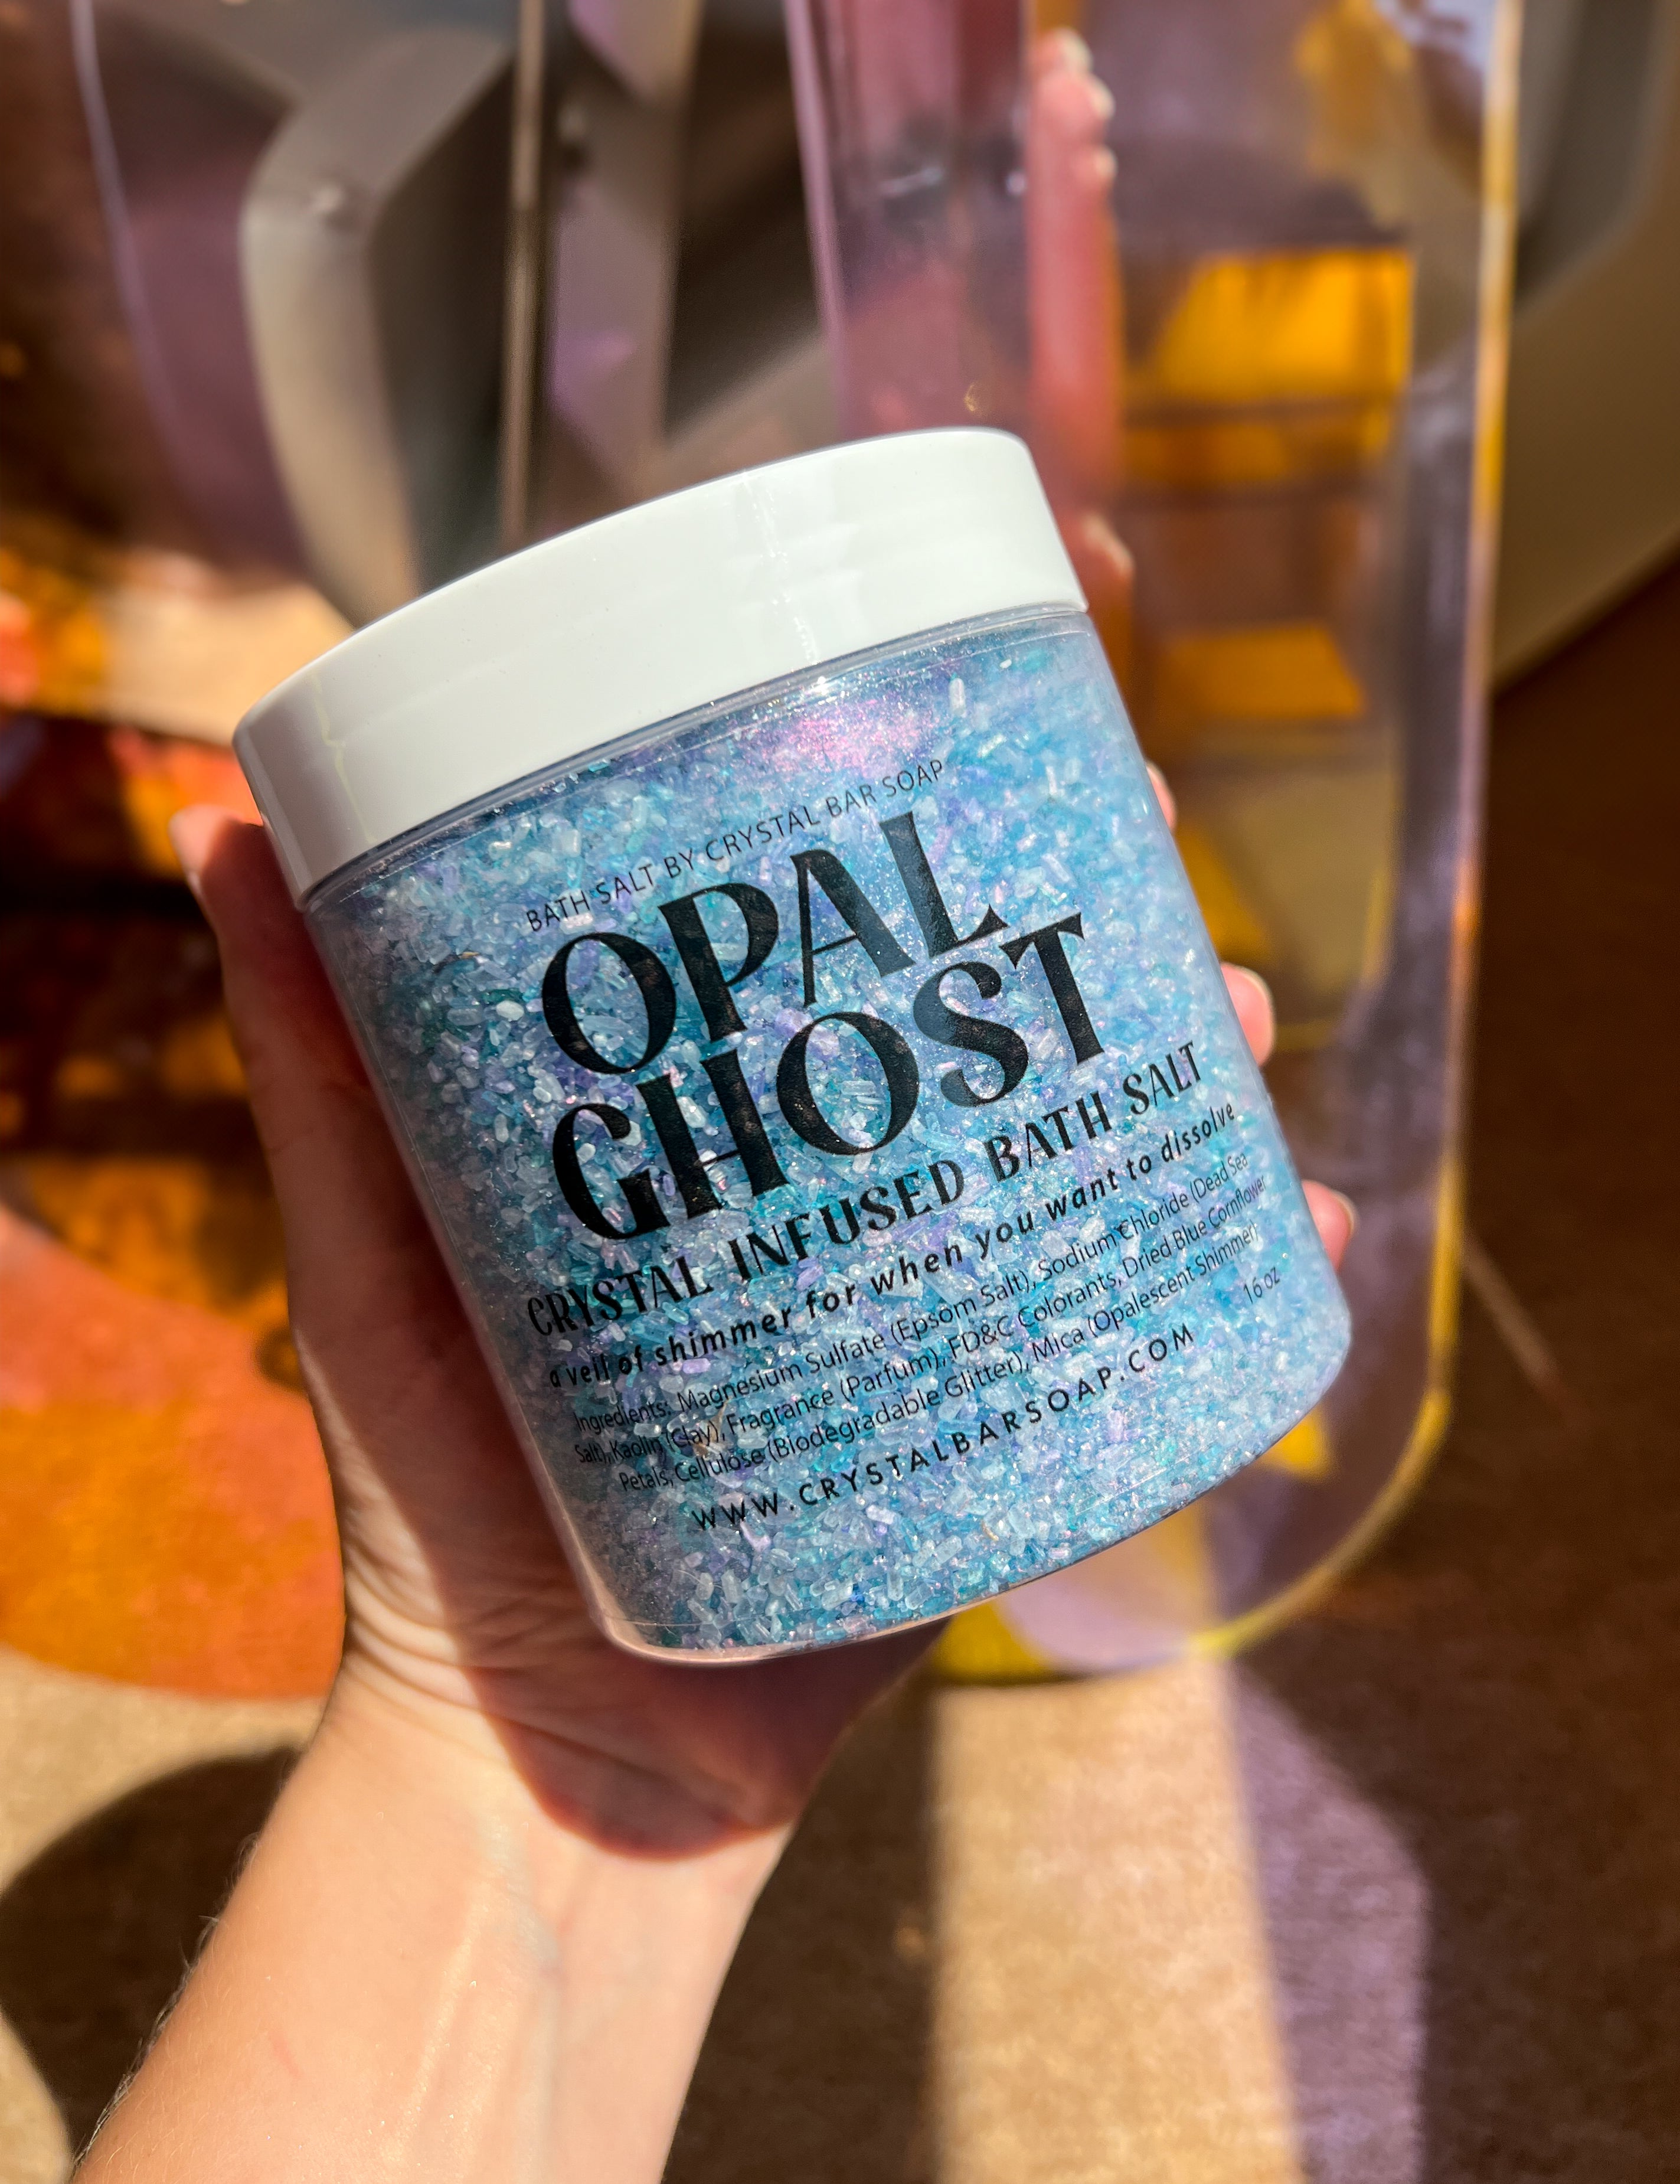 BATH SALT BY CRYSTAL BAR SOAP
OPAL
GHOST
CRYSTAL INFUSED BATH SALT
a veil of shimmer for when you want to dissolve
Ingredients: Magnesium Sulfate (Epsom Salt), Sodium Chloride (Dead Sea
Salt), Kaolin (Clay), Fragrance (Parfum), FD&C Colorants, Dried Blue Cornflower
Petals, Cellulose (Biodegradable Glitter), Mica (Opalescent Shimmer)
16 oz
WWW.CRYSTALBARSOAP.COM